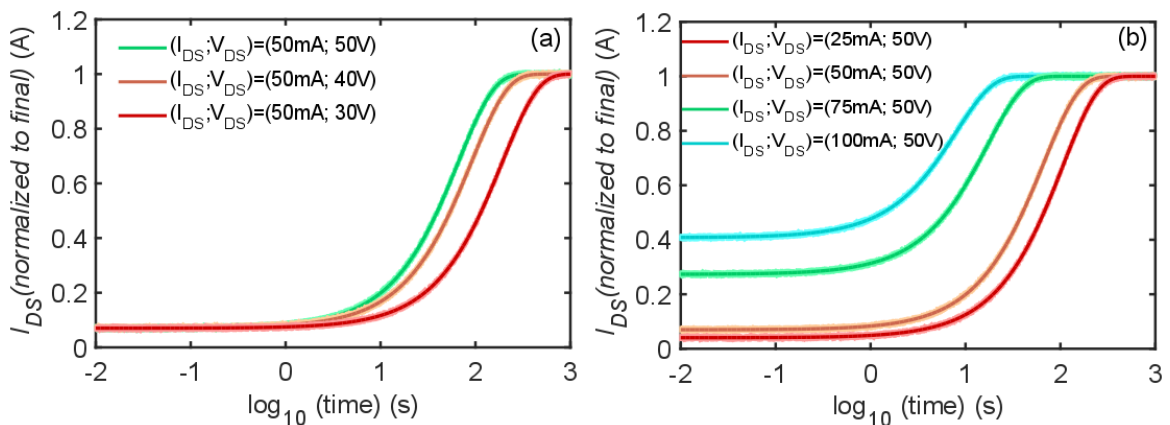 1.2
1
0.8
0.6
0.4
0.2
0
I_DS(normalized to final) (A)
(a)
(I_DS;V_DS)=(50mA; 50V)
(I_DS;V_DS)=(50mA; 40V)
(I_DS;V_DS)=(50mA; 30V)
-2 -1 0 1 2 3
log_10 (time) (s)
1.2
1
0.8
0.6
0.4
0.2
0
I_DS(normalized to final) (A)
(b)
(I_DS;V_DS)=(25mA; 50V)
(I_DS;V_DS)=(50mA; 50V)
(I_DS;V_DS)=(75mA; 50V)
(I_DS;V_DS)=(100mA; 50V)
-2 -1 0 1 2 3
log_10 (time) (s)